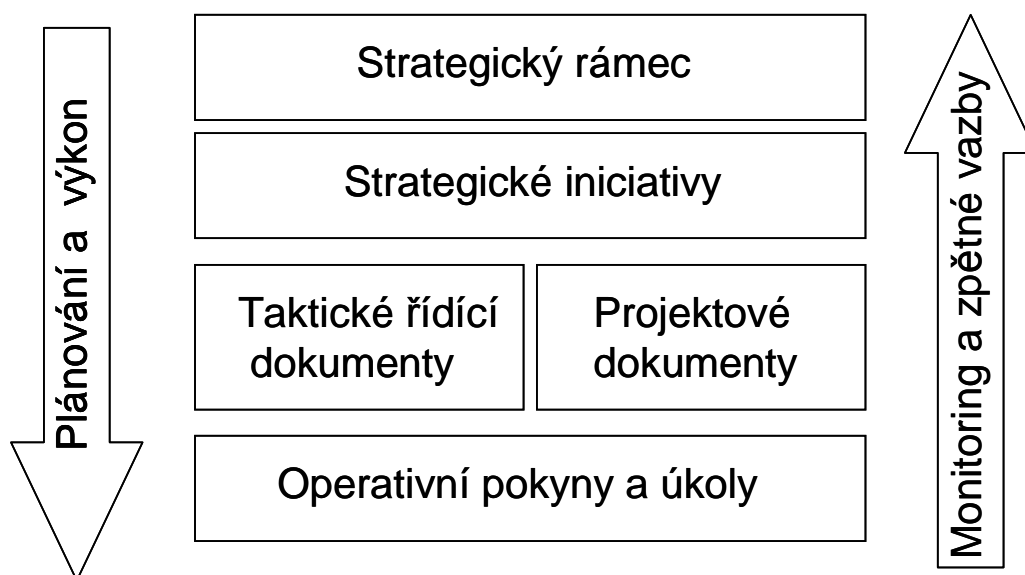 Plánování a výkon
Strategický rámec
Strategické iniciativy
Taktické řídící
dokumenty
Projektové
dokumenty
Operativní pokyny a úkoly
Monitoring a zpětné vazby